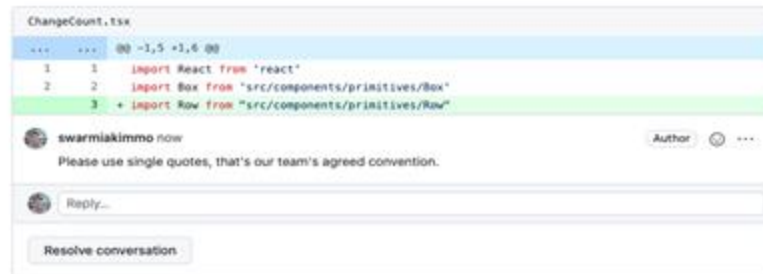 ChangeCount.tsx
... ... @@ -1,5 +1,6 @@
1 1 import React from 'react'
2 2 import Box from 'src/components/primitives/Box'
3 + import Row from "src/components/primitives/Row"
swarmiakimmo now Author ...
Please use single quotes, that's our team's agreed convention.
Reply...
Resolve conversation